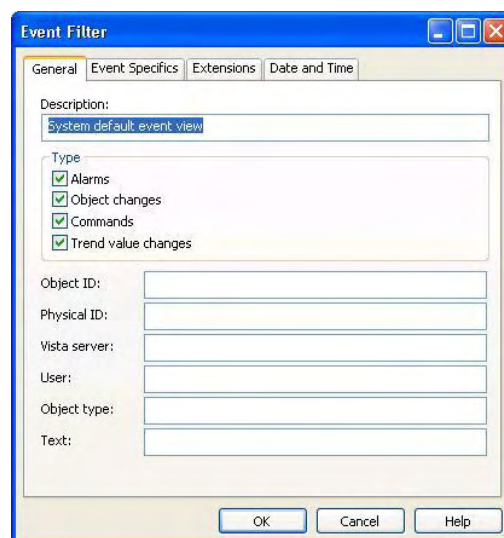 Event Filter
General Event Specifics Extensions Date and Time
Description:
System default event view
Type
Alarms
Object changes
Commands
Trend value changes
Object ID:
Physical ID:
Vista server:
User:
Object type:
Text:
OK Cancel Help